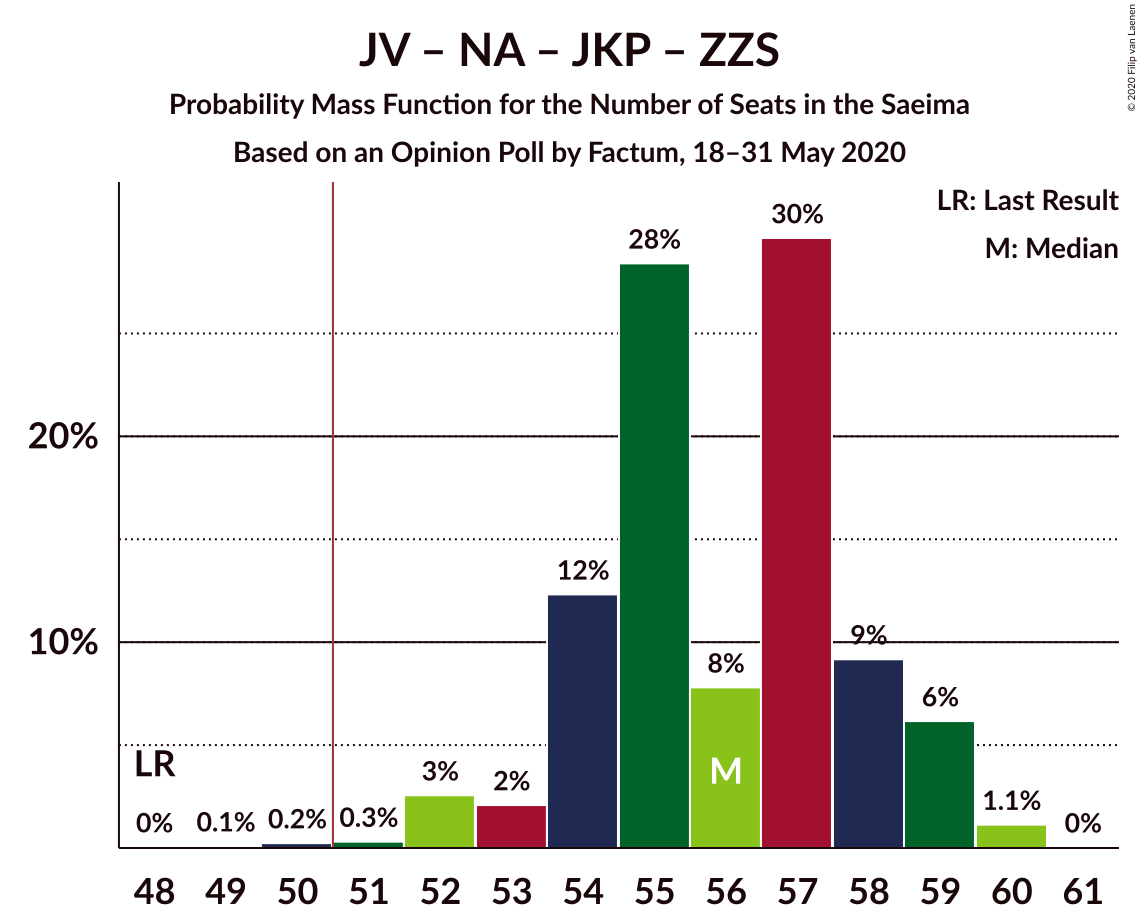 JV – NA – JKP – ZZS
Probability Mass Function for the Number of Seats in the Saeima
Based on an Opinion Poll by Factum, 18–31 May 2020
© 2020 Filip van Laenen
LR: Last Result
M: Median
30%
28%
20%
12%
10%
9%
8%
6%
LR
M
3%
2%
1.1%
0%
0.1%
0.2%
0.3%
0%
48 49 50 51 52 53 54 55 56 57 58 59 60 61